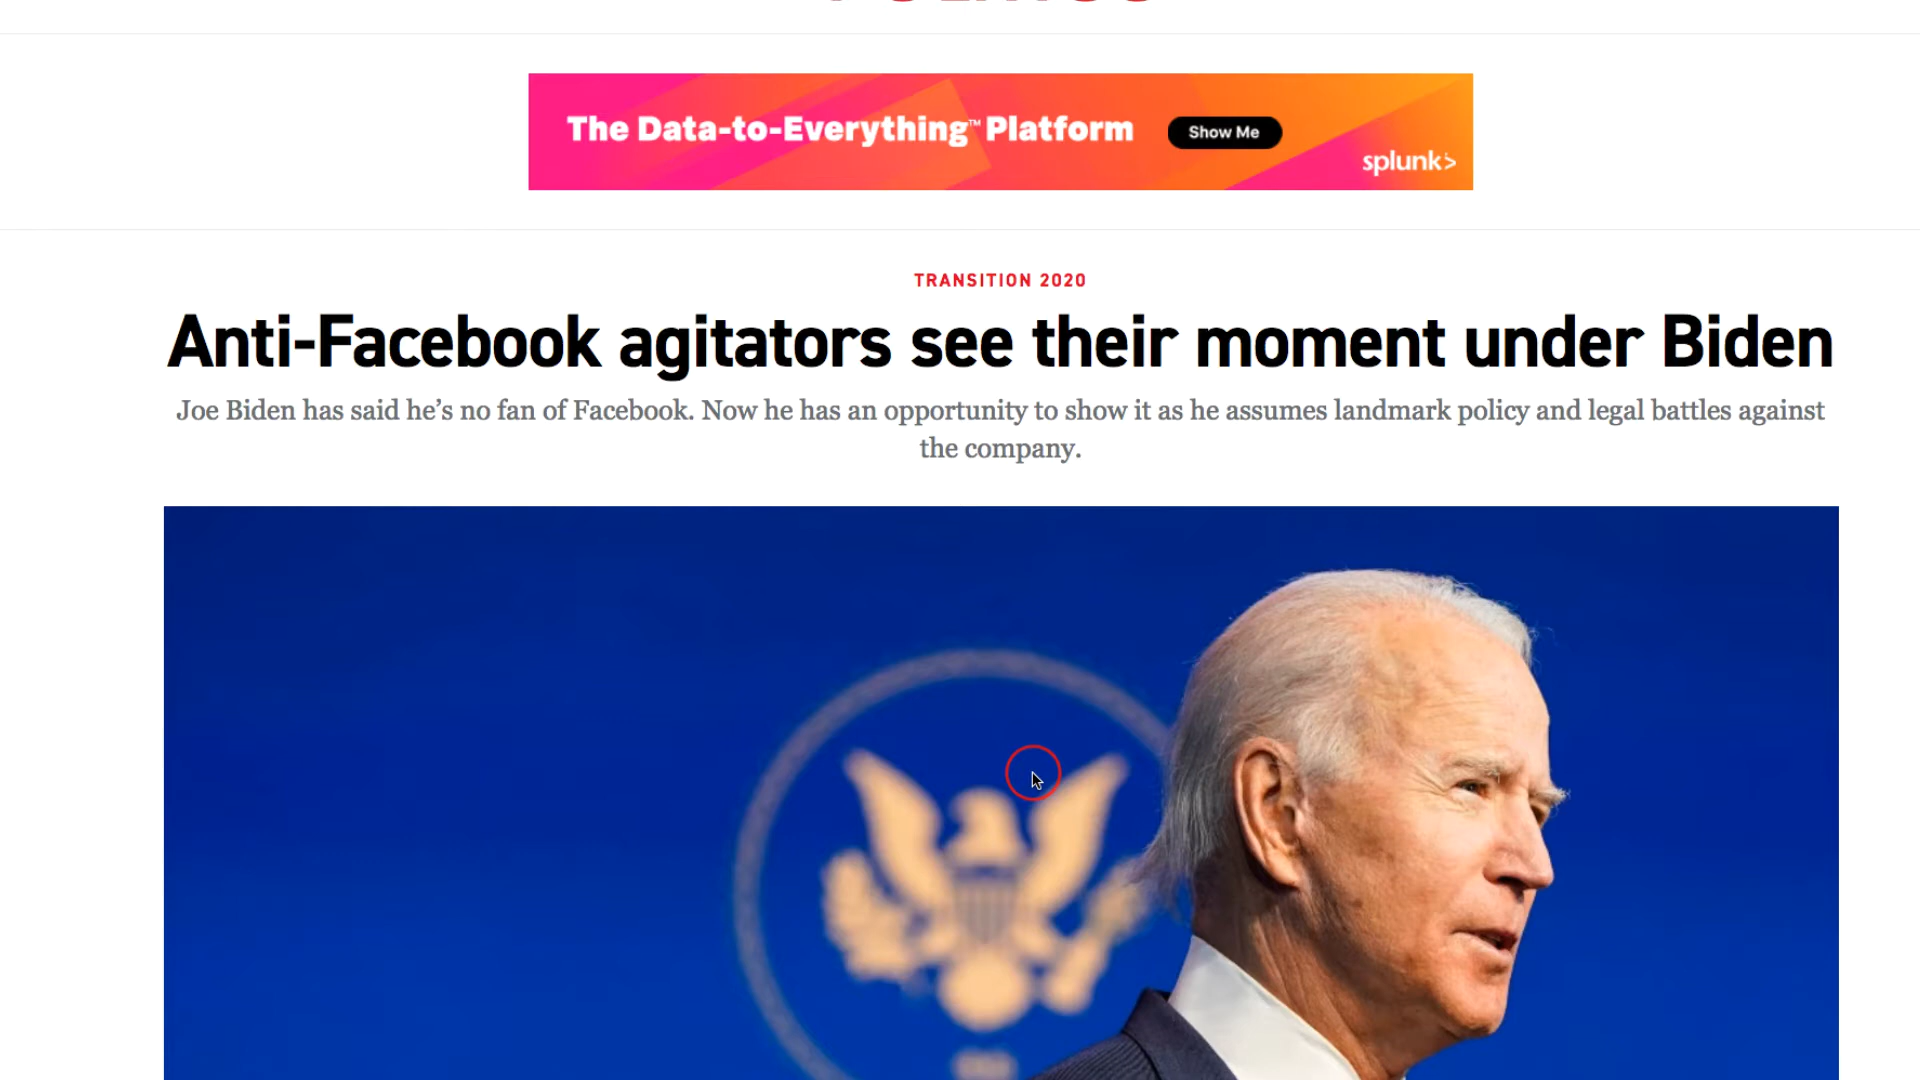 The Data-to-Everything™ Platform
Show Me
splunk>
TRANSITION 2020
Anti-Facebook agitators see their moment under Biden
Joe Biden has said he's no fan of Facebook. Now he has an opportunity to show it as he assumes landmark policy and legal battles against
the company.